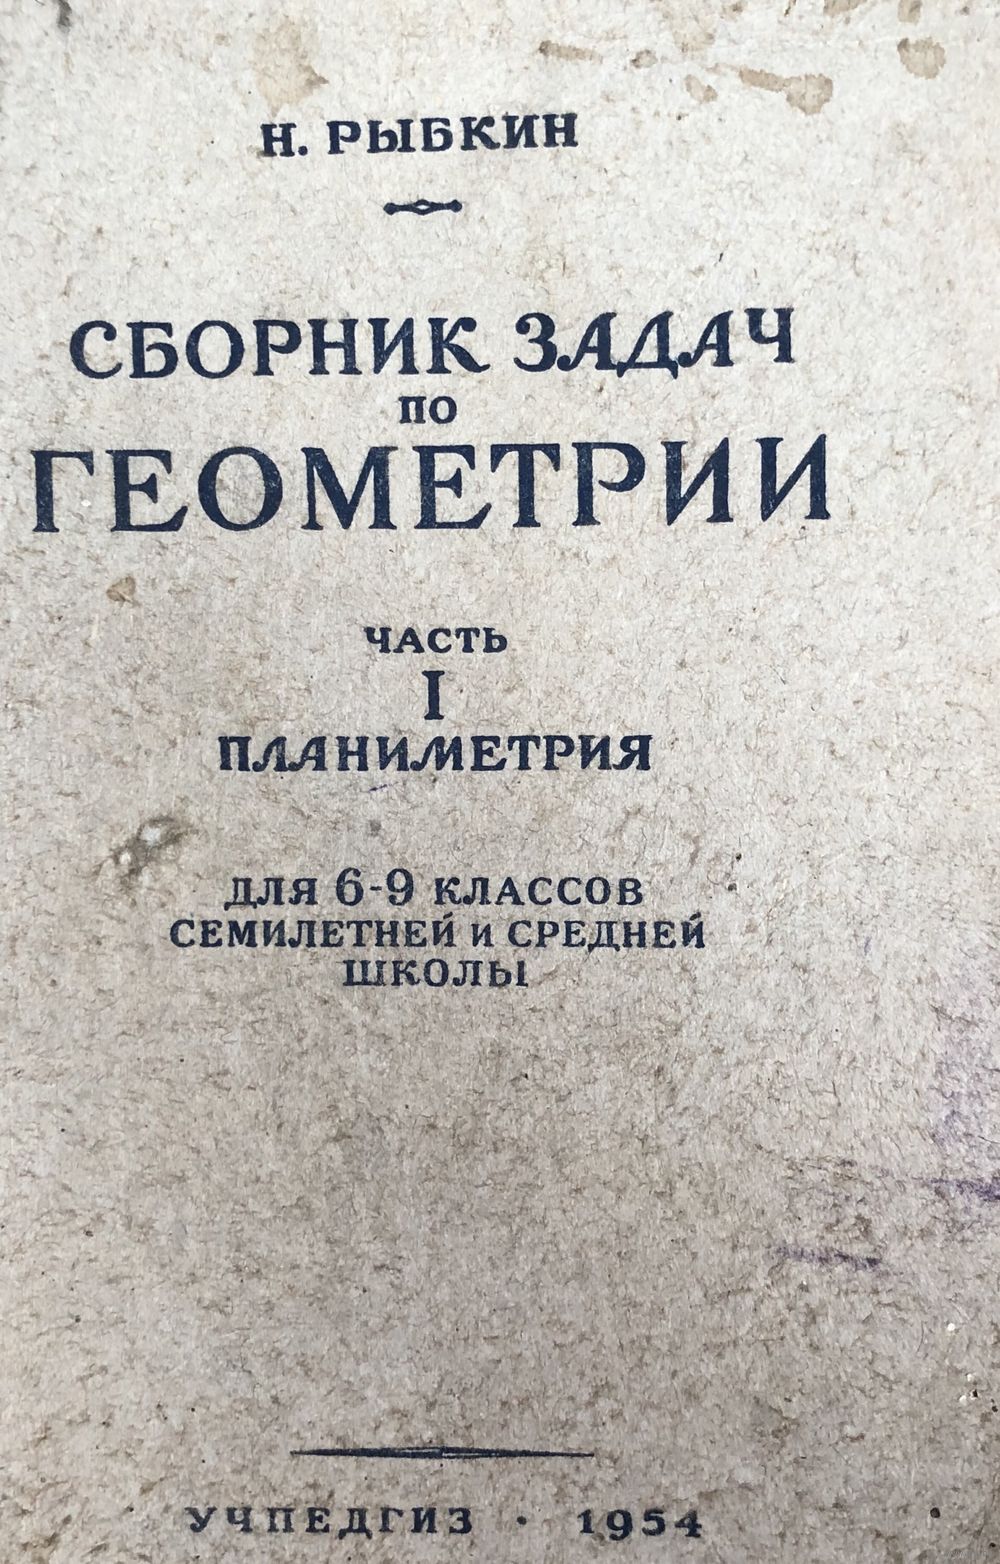 Н. РЫБКИН
СБОРНИК ЗАДАЧ
ПО
ГЕОМЕТРИИ
ЧАСТЬ
I
ПЛАНИМЕТРИЯ
ДЛЯ 6-9 КЛАССОВ
СЕМИЛЕТНЕЙ И СРЕДНЕЙ
ШКОЛЫ
УЧПЕДГИЗ · 1954